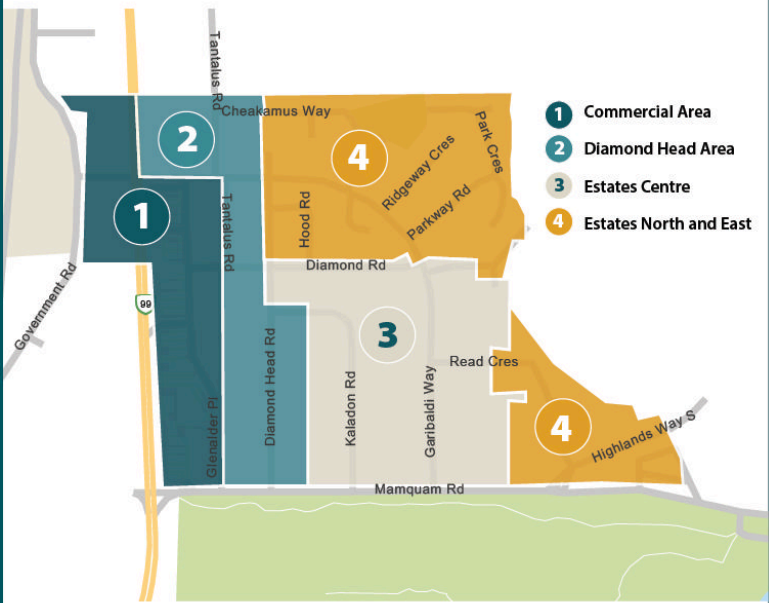 Tantalus Rd
Cheakamus Way
2
4
Ridgeway Cres
Park Cres
1
Tantalus Rd
Hood Rd
Parkway Rd
Diamond Rd
Government Rd
99
3
Read Cres
Glenalder Pl
Diamond Head Rd
Kaladon Rd
Garibaldi Way
4
Highlands Way S
Mamquam Rd
1 Commercial Area
2 Diamond Head Area
3 Estates Centre
4 Estates North and East